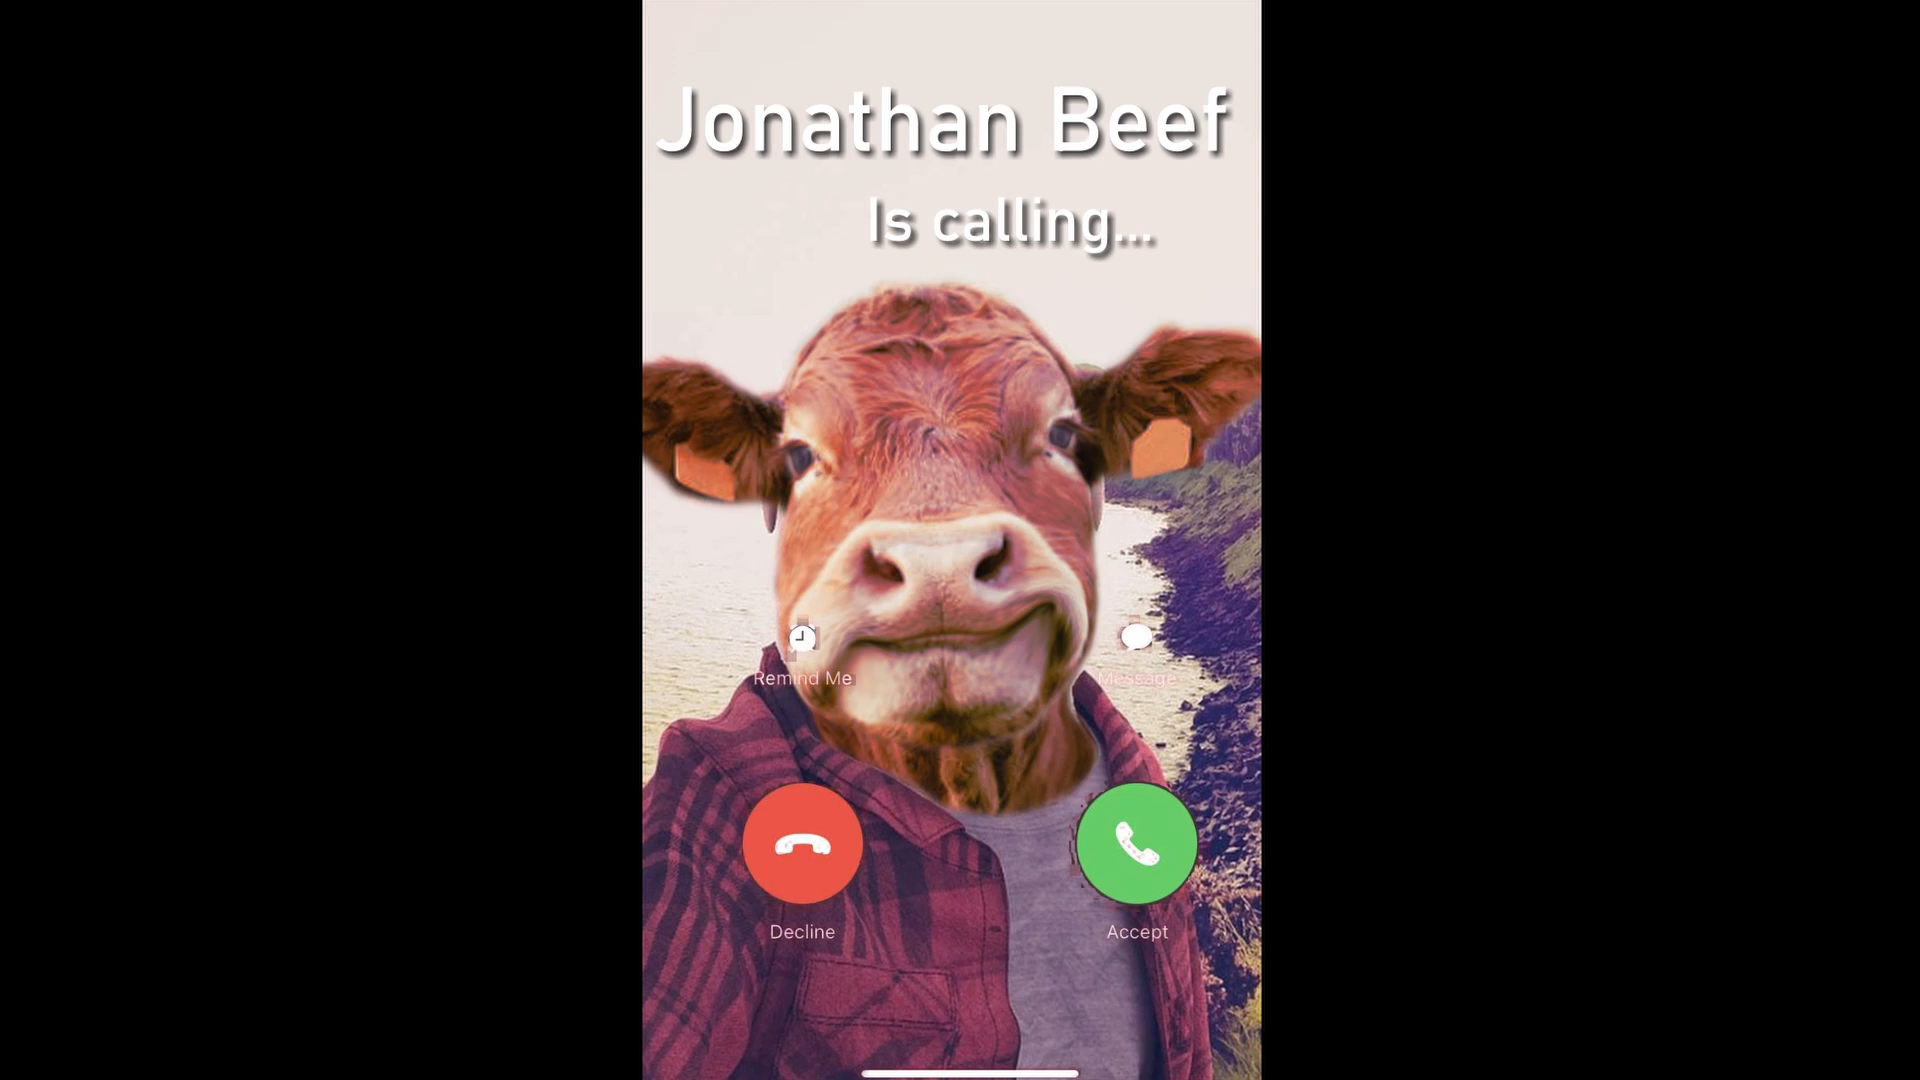 Jonathan Beef
Is calling...
Remind Me
Message
Decline
Accept